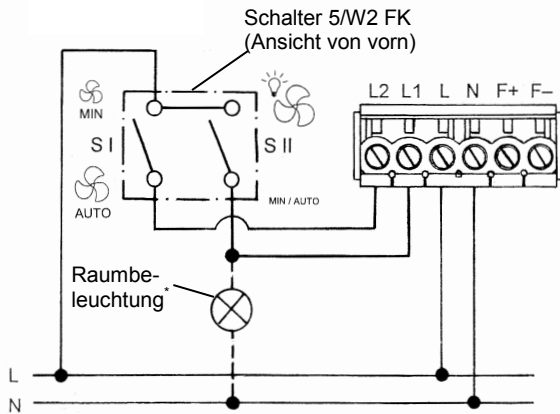 Schalter 5/W2 FK
(Ansicht von vorn)
L2 L1 L N F+ F–
MIN
S I
S II
AUTO
MIN / AUTO
Raumbe-
leuchtung*
L
N